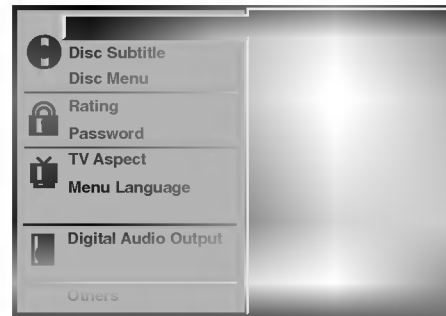 Disc Subtitle
Disc Menu
Rating
Password
TV Aspect
Menu Language
Digital Audio Output
Others